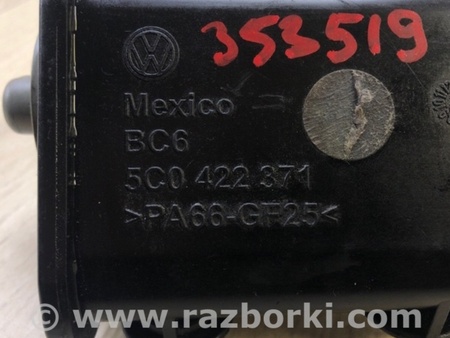 353519
Mexico
BC6
5C0 422 371
>PA66-GF25<
© www.razborki.com